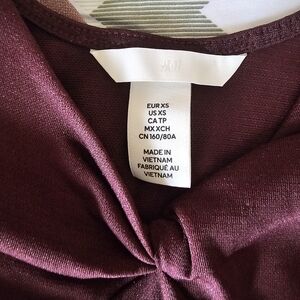 H&M
EUR XS
US XS
CA TP
MX XCH
CN 160/80A
MADE IN
VIETNAM
FABRIQUÉ AU
VIETNAM